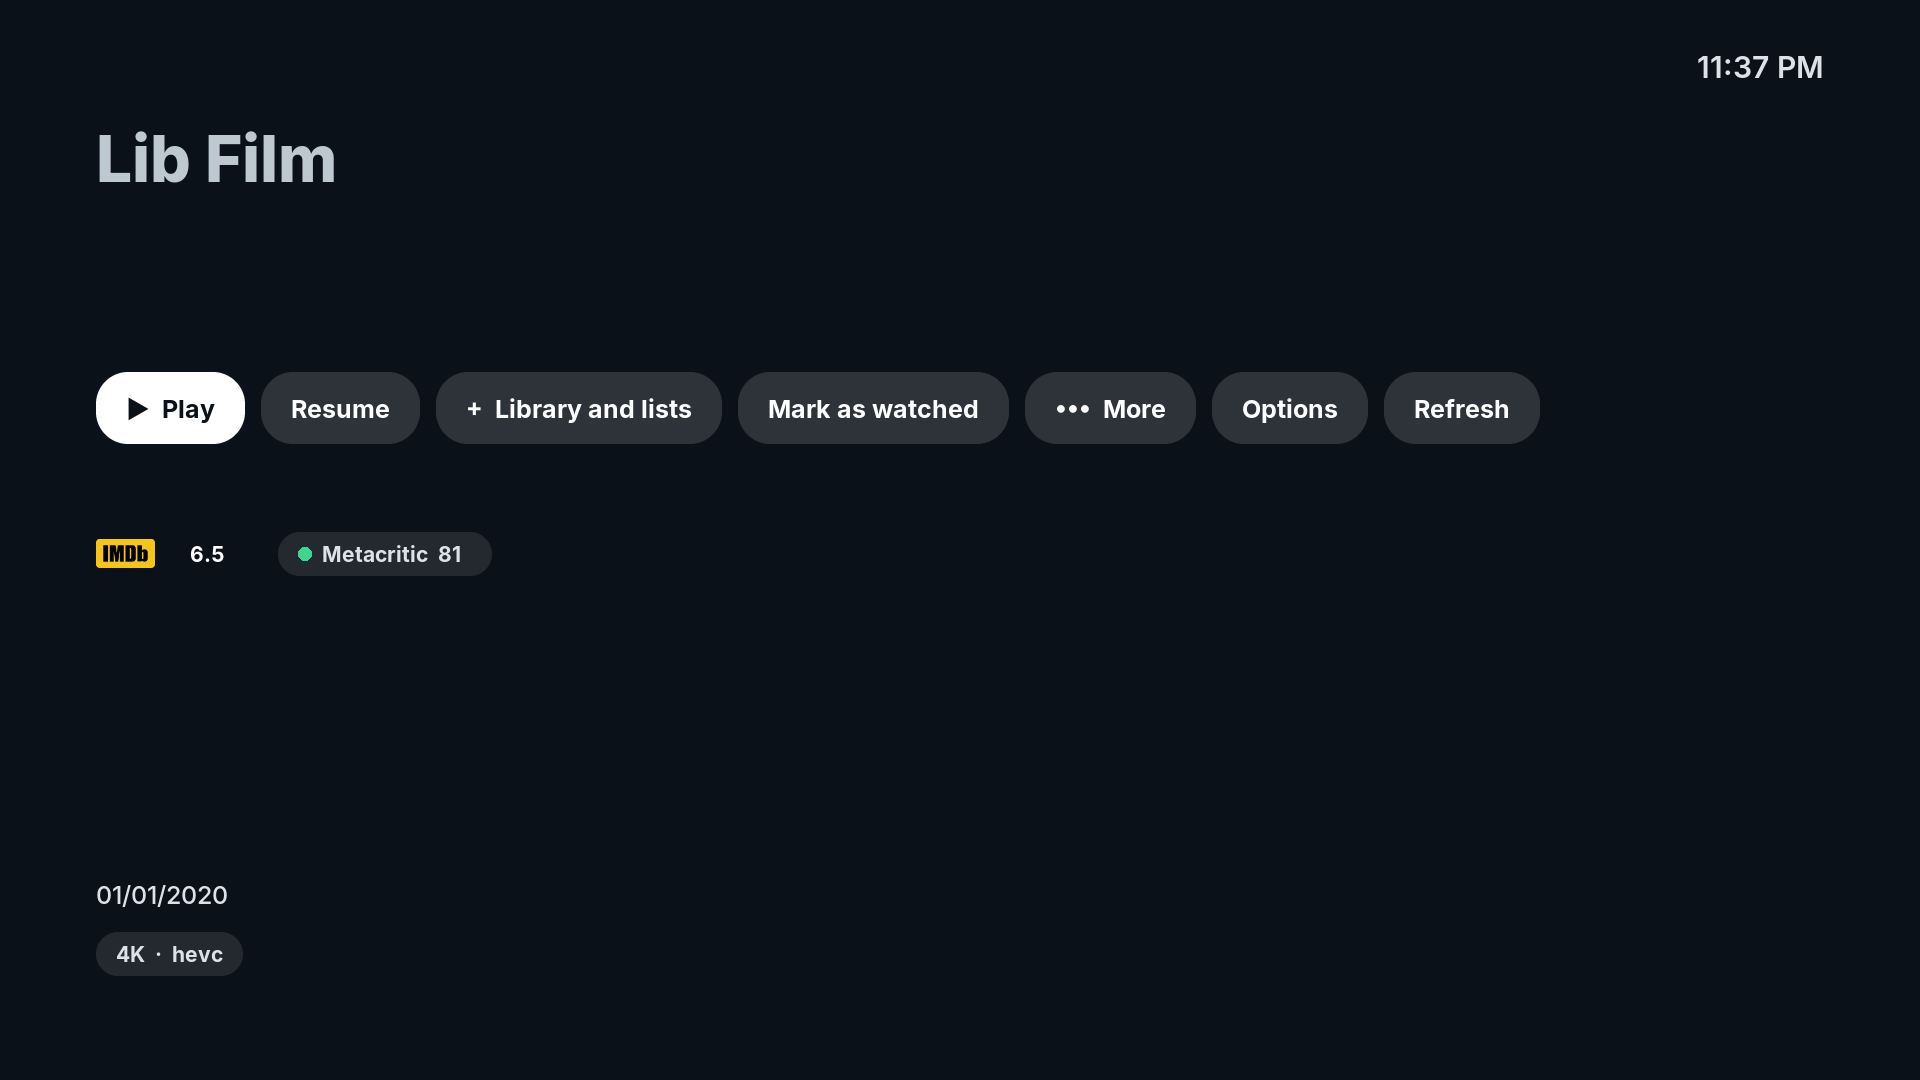 11:37 PM
Lib Film
Play Resume + Library and lists Mark as watched ••• More Options Refresh
IMDb 6.5 Metacritic 81
01/01/2020
4K · hevc